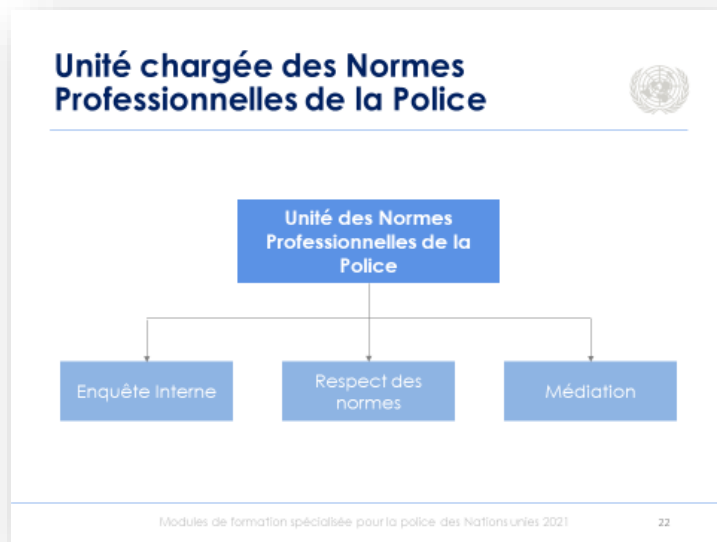 Unité chargée des Normes
Professionnelles de la Police
Unité des Normes
Professionnelles de la
Police
Enquête Interne
Respect des
normes
Médiation
Modules de formation spécialisée pour la police des Nations unies 2021
22